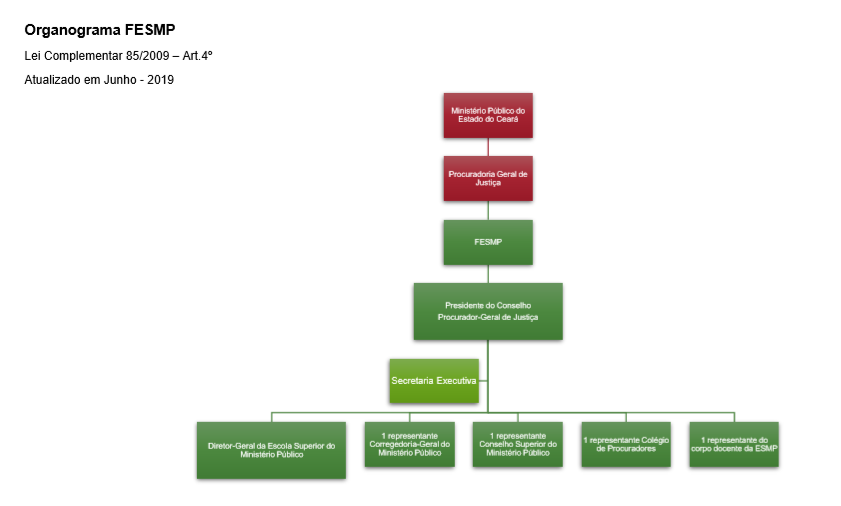 Organograma FESMP
Lei Complementar 85/2009 – Art.4º
Atualizado em Junho - 2019
Ministério Público do
Estado do Ceará
Procuradoria Geral de
Justiça
FESMP
Presidente do Conselho
Procurador-Geral de Justiça
Secretaria Executiva
Diretor-Geral da Escola Superior do
Ministério Público
1 representante
Corregedoria-Geral do
Ministério Público
1 representante
Conselho Superior do
Ministério Público
1 representante Colégio
de Procuradores
1 representante do
corpo docente da ESMP